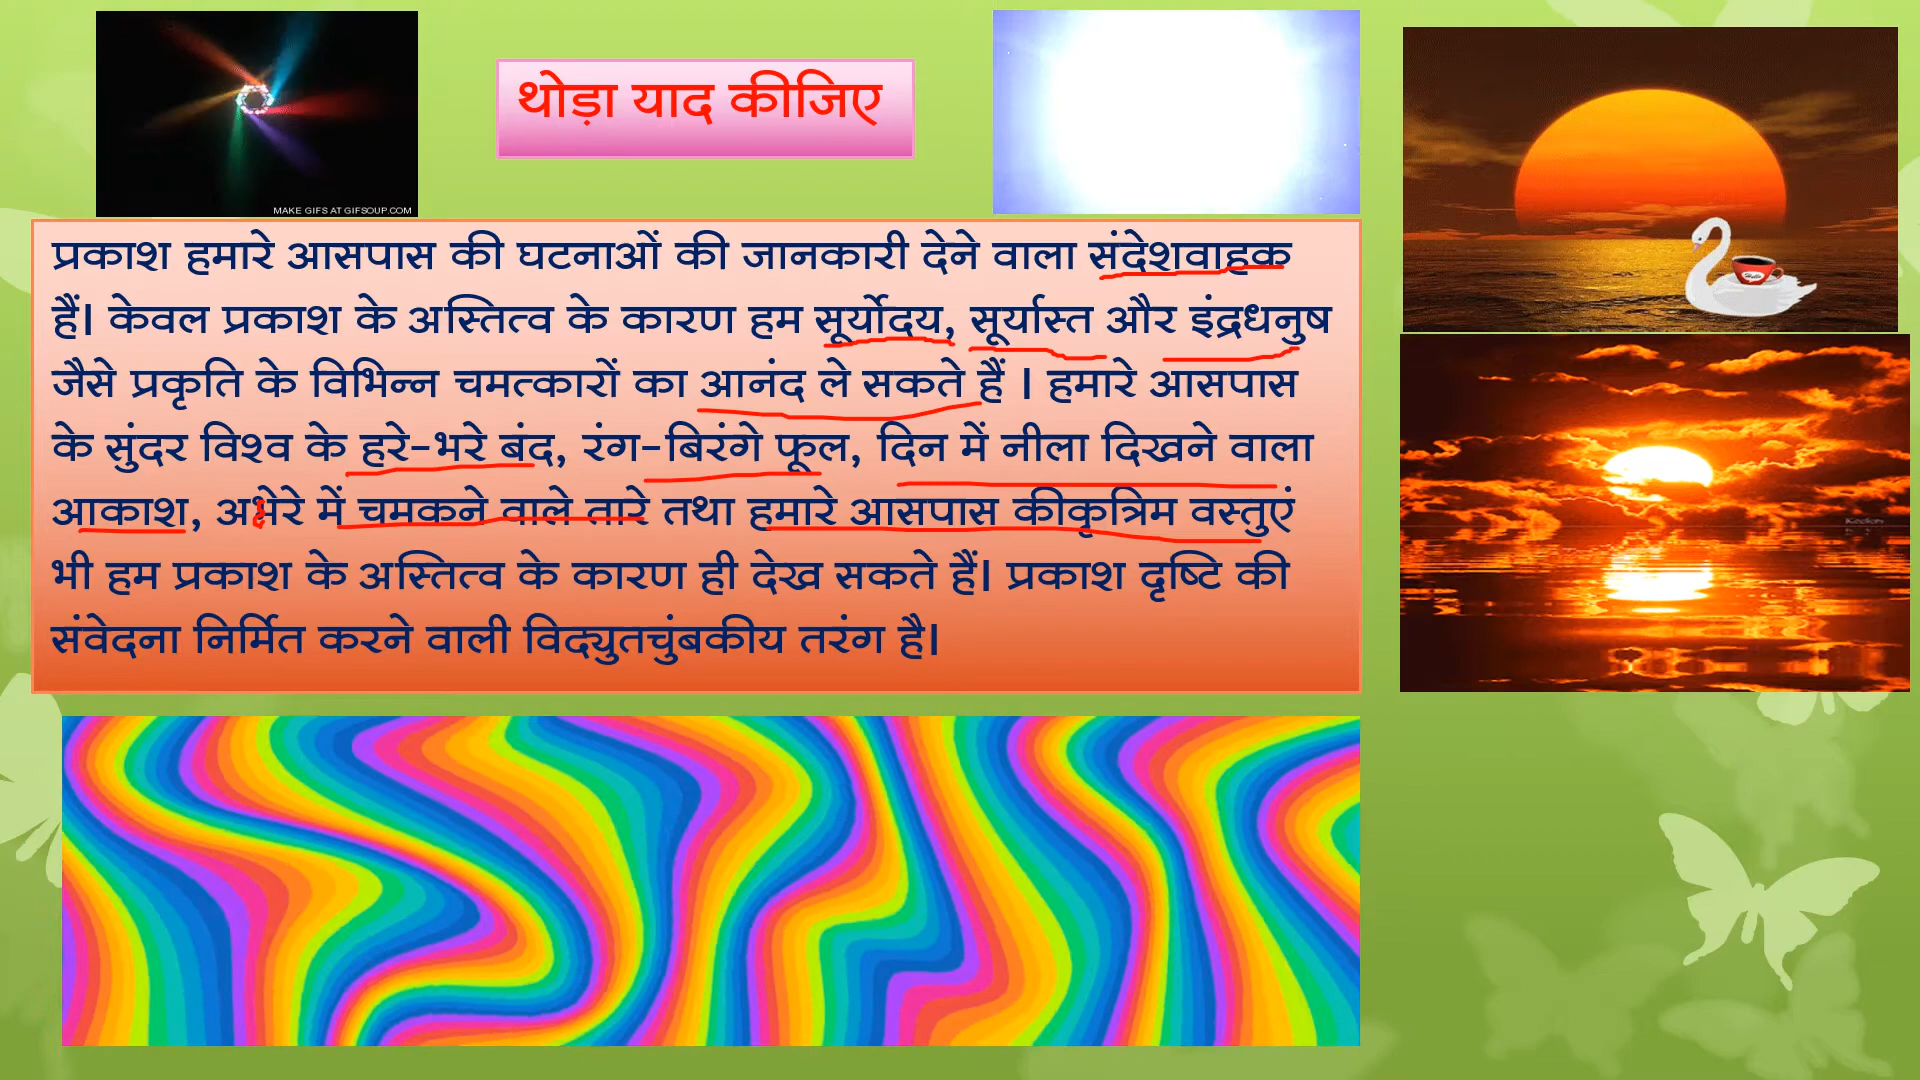 MAKE GIFS AT GIFSOUP.COM
थोड़ा याद कीजिए
प्रकाश हमारे आसपास की घटनाओं की जानकारी देने वाला संदेशवाहक
हैं। केवल प्रकाश के अस्तित्व के कारण हम सूर्योदय, सूर्यास्त और इंद्रधनुष
जैसे प्रकृति के विभिन्न चमत्कारों का आनंद ले सकते हैं । हमारे आसपास
के सुंदर विश्व के हरे-भरे बंद, रंग-बिरंगे फूल, दिन में नीला दिखने वाला
आकाश, में चमकने वाले तारे तथा हमारे आसपास कीकृत्रिम वस्तुएं
भी हम प्रकाश के अस्तित्व के कारण ही देख सकते हैं। प्रकाश दृष्टि की
संवेदना निर्मित करने वाली विद्युतचुंबकीय तरंग है।